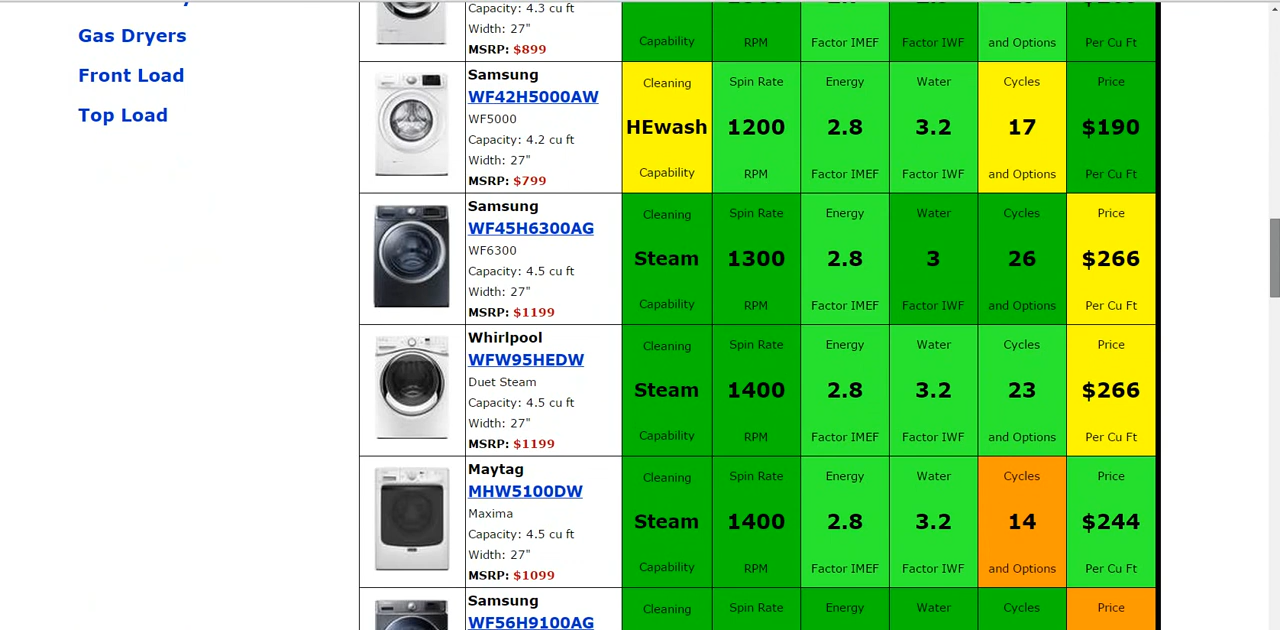 Gas Dryers
Front Load
Top Load
Capacity: 4.3 cu ft
Width: 27"
MSRP: $899
Capability
RPM
Factor IMEF
Factor IWF
and Options
Per Cu Ft
Samsung
WF42H5000AW
WF5000
Capacity: 4.2 cu ft
Width: 27"
MSRP: $799
Cleaning
HEwash
Capability
Spin Rate
1200
RPM
Energy
2.8
Factor IMEF
Water
3.2
Factor IWF
Cycles
17
and Options
Price
$190
Per Cu Ft
Samsung
WF45H6300AG
WF6300
Capacity: 4.5 cu ft
Width: 27"
MSRP: $1199
Cleaning
Steam
Capability
Spin Rate
1300
RPM
Energy
2.8
Factor IMEF
Water
3
Factor IWF
Cycles
26
and Options
Price
$266
Per Cu Ft
Whirlpool
WFW95HEDW
Duet Steam
Capacity: 4.5 cu ft
Width: 27"
MSRP: $1199
Cleaning
Steam
Capability
Spin Rate
1400
RPM
Energy
2.8
Factor IMEF
Water
3.2
Factor IWF
Cycles
23
and Options
Price
$266
Per Cu Ft
Maytag
MHW5100DW
Maxima
Capacity: 4.5 cu ft
Width: 27"
MSRP: $1099
Cleaning
Steam
Capability
Spin Rate
1400
RPM
Energy
2.8
Factor IMEF
Water
3.2
Factor IWF
Cycles
14
and Options
Price
$244
Per Cu Ft
Samsung
WF56H9100AG
Cleaning
Spin Rate
Energy
Water
Cycles
Price